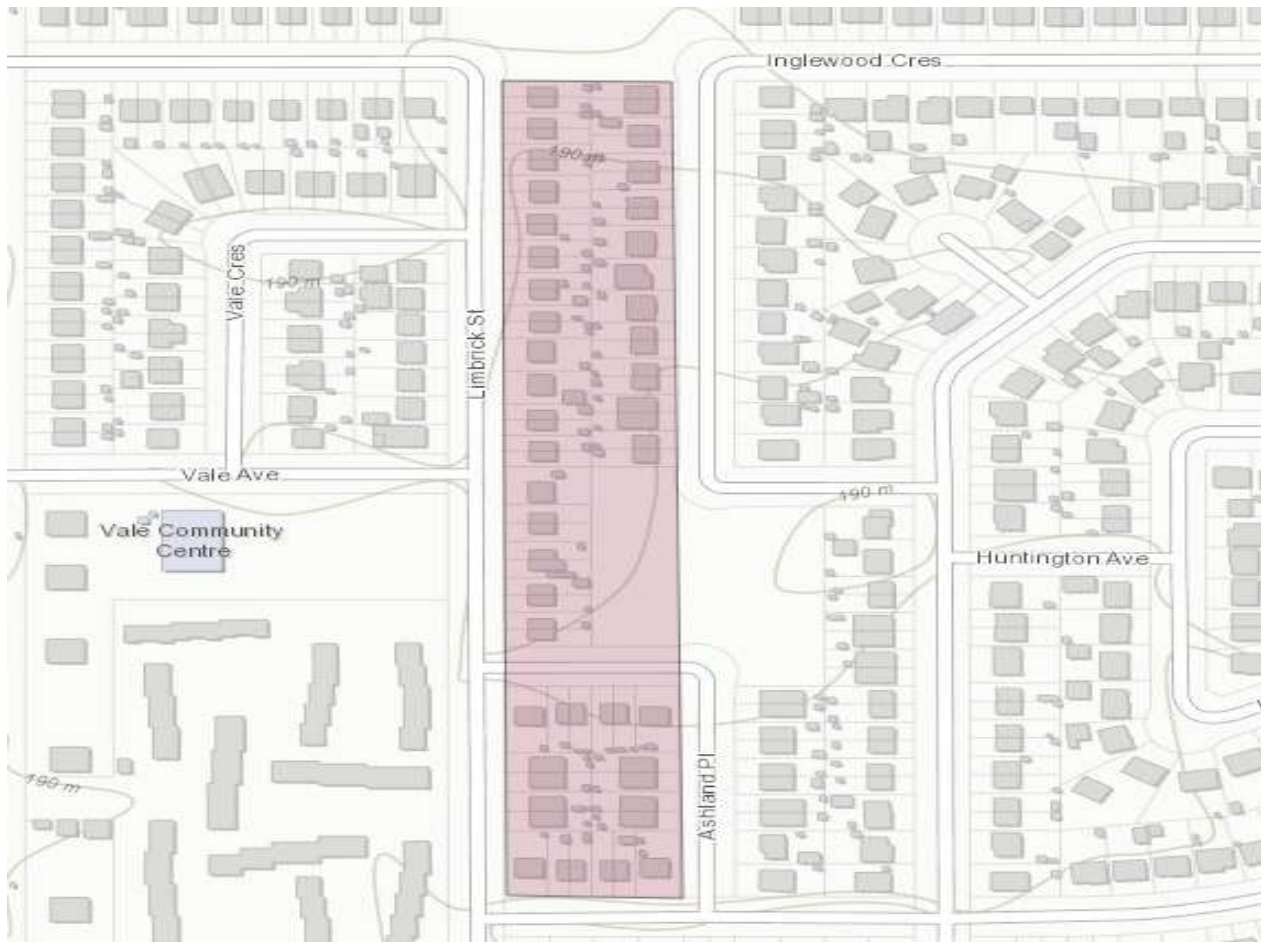 Inglewood Cres
190 m
Vale Cres
190 m
Limbrick St
Vale Ave
190 m
Vale Community
Centre
Huntington Ave
190 m
Ashland Pl